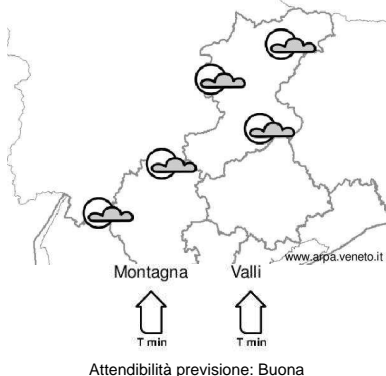 www.arpa.veneto.it
Montagna Valli
T min T min
Attendibilità previsione: Buona